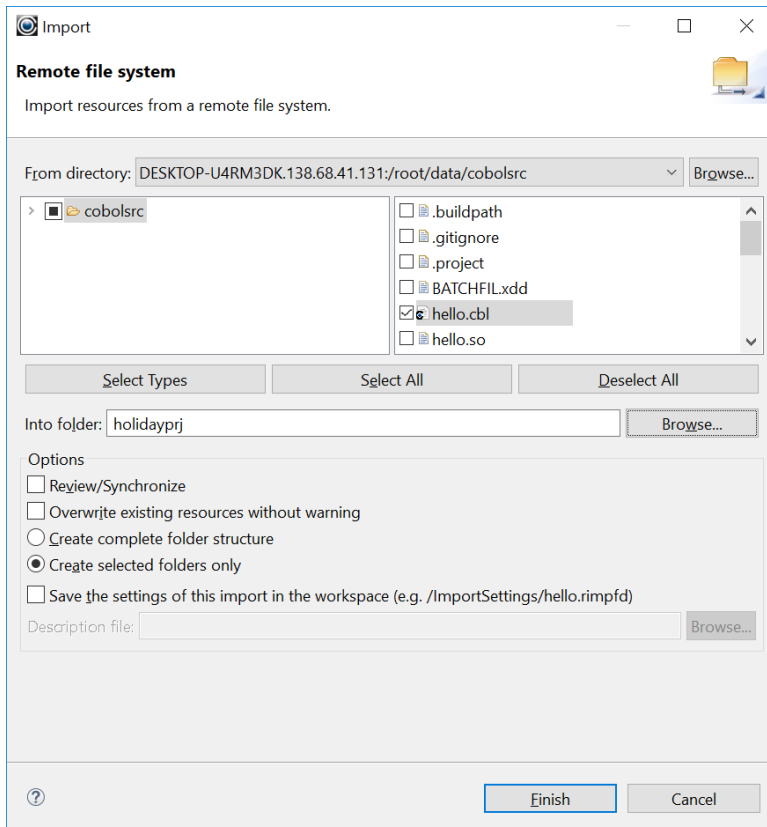 Import
Remote file system
Import resources from a remote file system.
From directory: DESKTOP-U4RM3DK.138.68.41.131:/root/data/cobolsrc Browse...
cobolsrc
.buildpath
.gitignore
.project
BATCHFIL.xdd
hello.cbl
hello.so
Select Types Select All Deselect All
Into folder: holidayprj Browse...
Options
Review/Synchronize
Overwrite existing resources without warning
Create complete folder structure
Create selected folders only
Save the settings of this import in the workspace (e.g. /ImportSettings/hello.rimpfd)
Description file: Browse...
? Finish Cancel